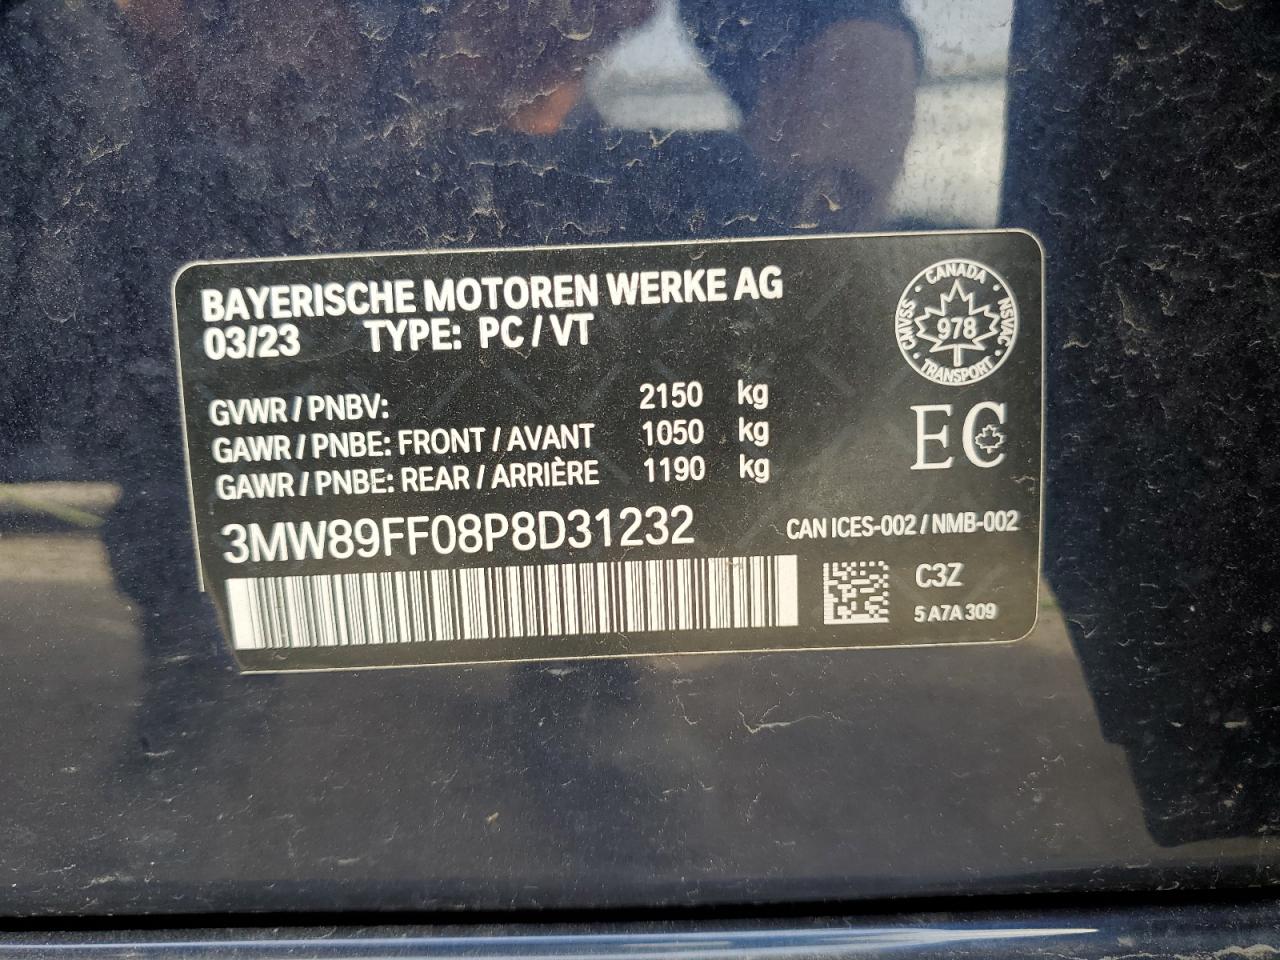 BAYERISCHE MOTOREN WERKE AG
03/23 TYPE: PC / VT
GVWR / PNBV: 2150 kg
GAWR / PNBE: FRONT / AVANT 1050 kg
GAWR / PNBE: REAR / ARRIÈRE 1190 kg
3MW89FF08P8D31232
CANADA
CMVSS
978
NSVAC
TRANSPORT
EC
CAN ICES-002 / NMB-002
C3Z
5 A7A 309